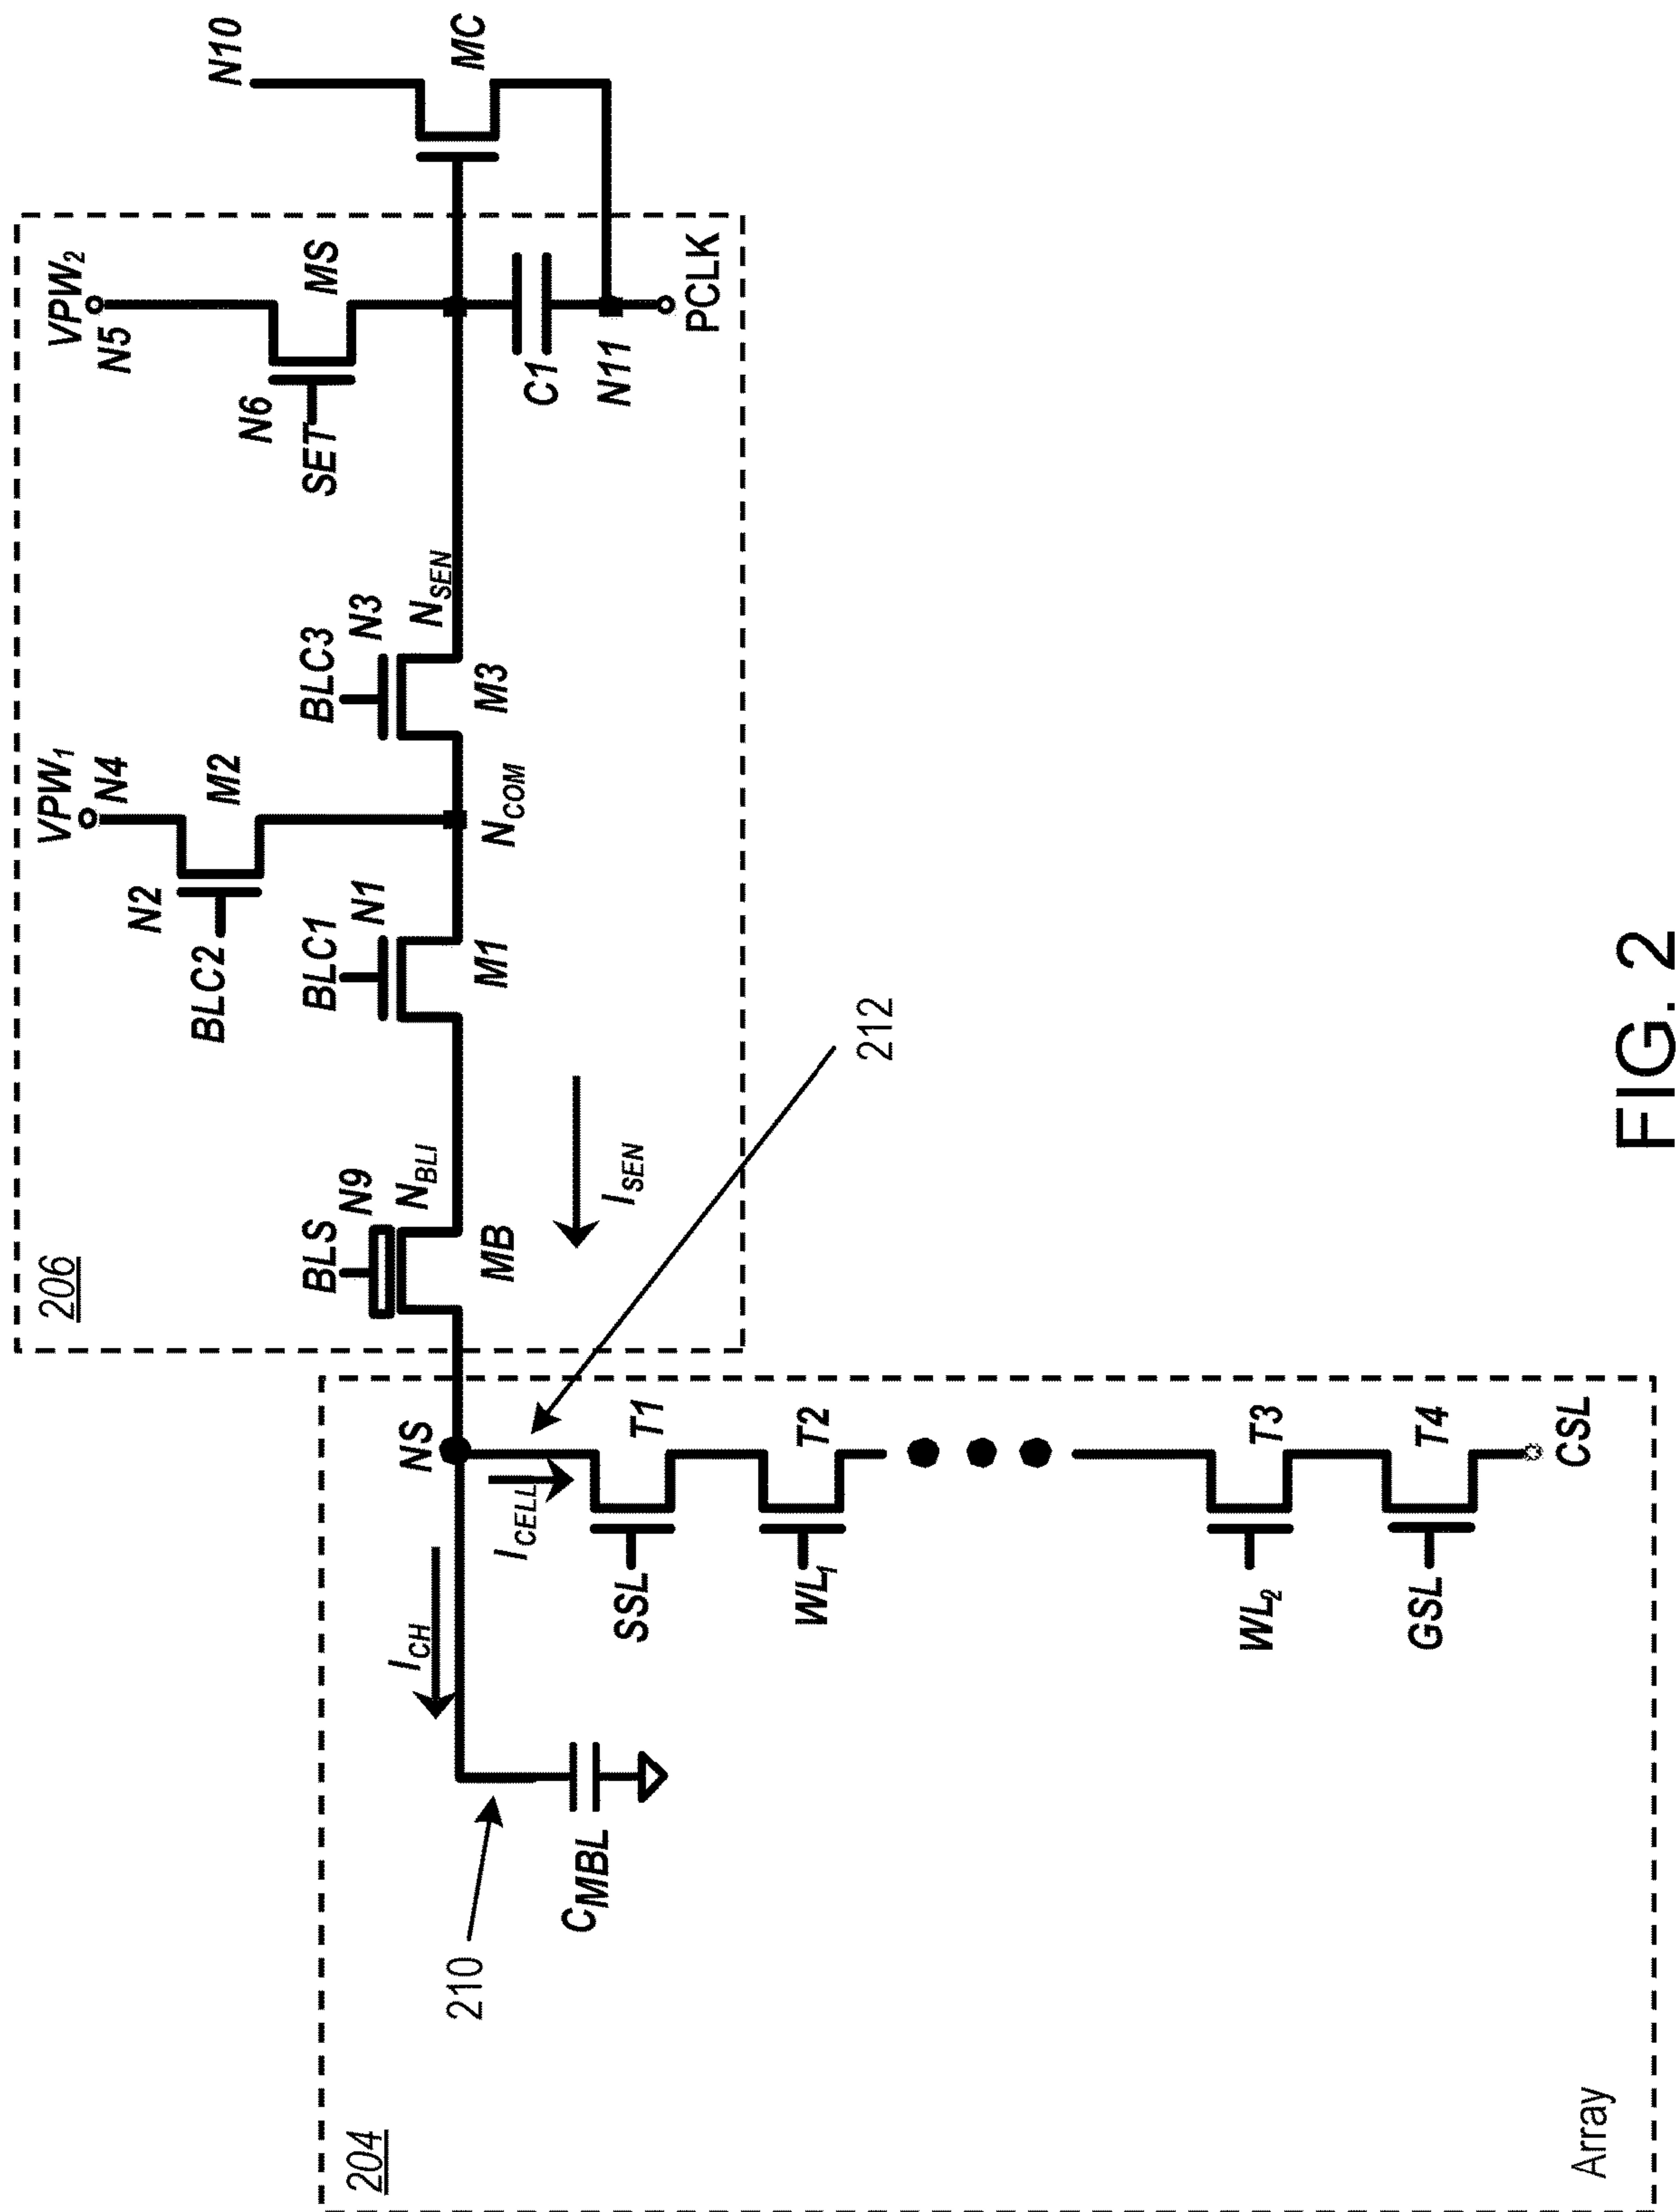 206
VPW1
N4
N2
M2
BLC2
VPW2
N5
N6
MS
SET
N10
MC
BLS
N9
NBLI
MB
BLC1
N1
M1
NCOM
BLC3
N3
M3
NSEN
C1
N11
PCLK
ISEN
212
204
NS
ICH
ICELL
210
CMBL
SSL
T1
WL1
T2
WL2
T3
GSL
T4
CSL
Array
FIG. 2